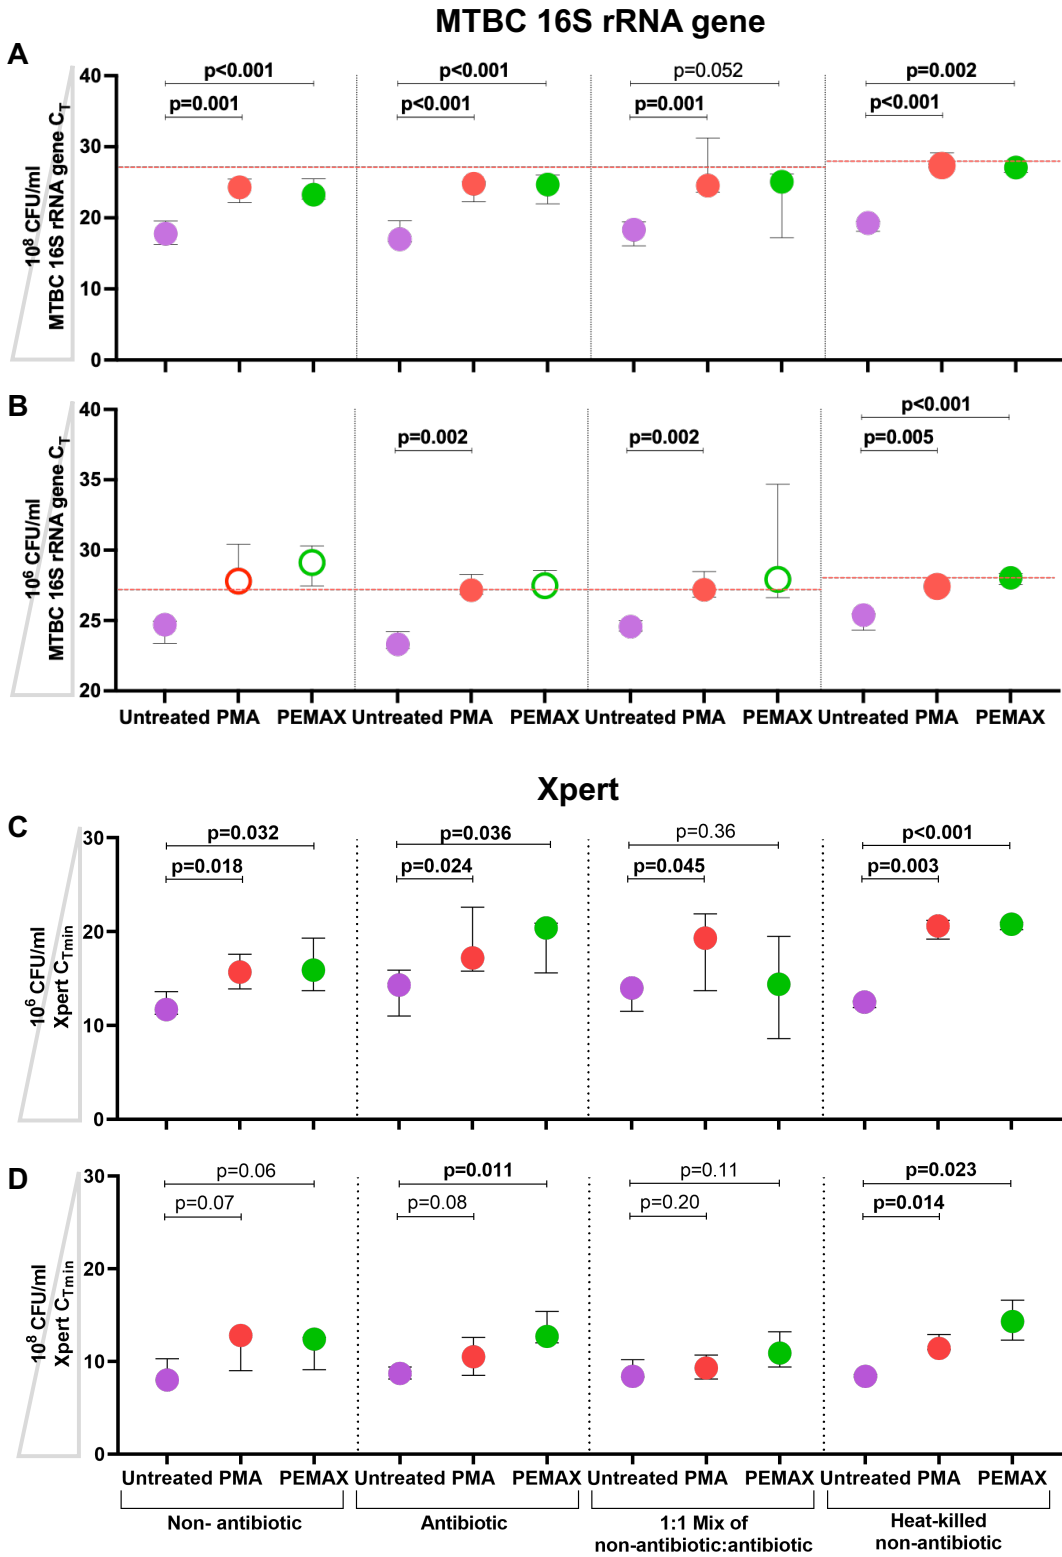 MTBC 16S rRNA gene
A
10⁸ CFU/ml
MTBC 16S rRNA gene C_T
40
30
20
10
0
p<0.001
p=0.001
p<0.001
p<0.001
p=0.052
p=0.001
p=0.002
p<0.001
B
10⁶ CFU/ml
MTBC 16S rRNA gene C_T
40
35
30
25
20
p=0.002
p=0.002
p<0.001
p=0.005
Untreated PMA PEMAX Untreated PMA PEMAX Untreated PMA PEMAX Untreated PMA PEMAX
Xpert
C
10⁶ CFU/ml
Xpert C_Tmin
30
20
10
0
p=0.032
p=0.018
p=0.036
p=0.024
p=0.36
p=0.045
p<0.001
p=0.003
D
10⁸ CFU/ml
Xpert C_Tmin
30
20
10
0
p=0.06
p=0.07
p=0.011
p=0.08
p=0.11
p=0.20
p=0.023
p=0.014
Untreated PMA PEMAX Untreated PMA PEMAX Untreated PMA PEMAX Untreated PMA PEMAX
Non- antibiotic
Antibiotic
1:1 Mix of
non-antibiotic:antibiotic
Heat-killed
non-antibiotic